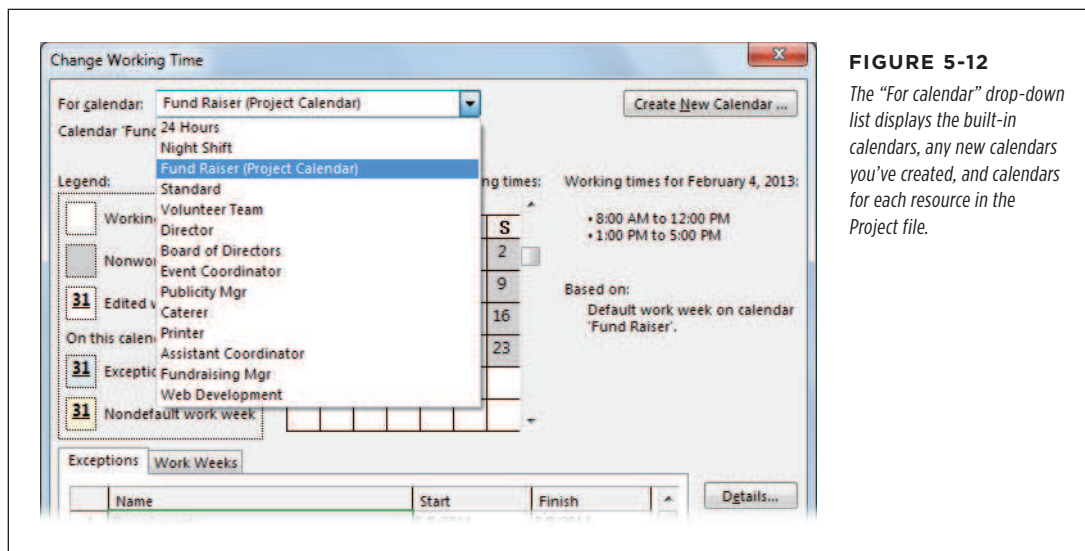 Change Working Time
For calendar: Fund Raiser (Project Calendar)
Create New Calendar ...
Calendar 'Fund
24 Hours
Night Shift
Fund Raiser (Project Calendar)
Standard
Volunteer Team
Director
Board of Directors
Event Coordinator
Publicity Mgr
Caterer
Printer
Assistant Coordinator
Fundraising Mgr
Web Development
Legend:
Workin
Nonwo
31 Edited
On this calen
31 Exceptio
31 Nondefault work week
ng times:
S
2
9
16
23
Working times for February 4, 2013:
• 8:00 AM to 12:00 PM
• 1:00 PM to 5:00 PM
Based on:
Default work week on calendar
'Fund Raiser'.
Exceptions Work Weeks
Name Start Finish
Details...
FIGURE 5-12
The “For calendar” drop-down
list displays the built-in
calendars, any new calendars
you’ve created, and calendars
for each resource in the
Project file.